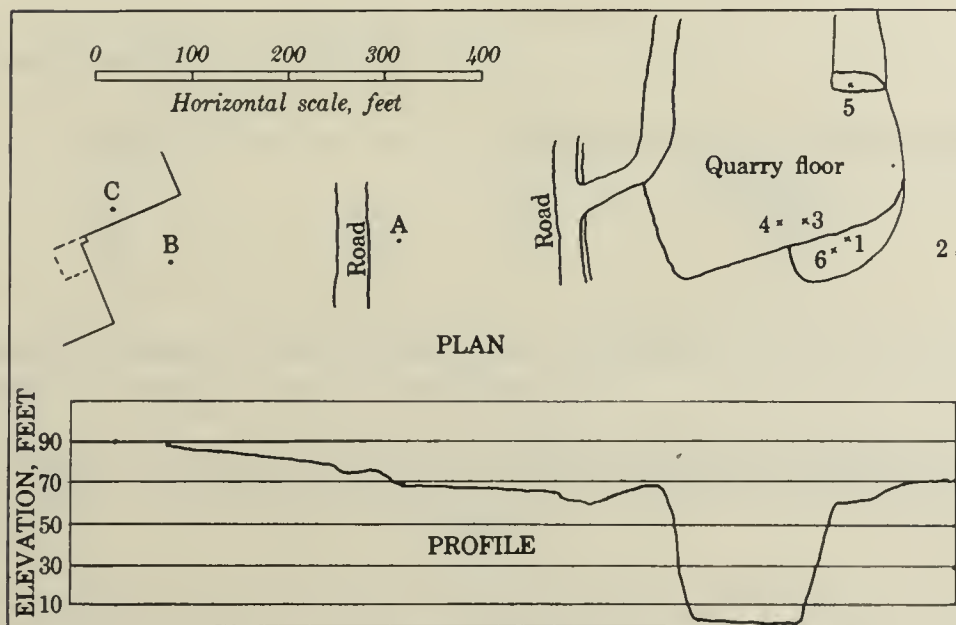 0 100 200 300 400
Horizontal scale, feet
5
Quarry floor
C
B
Road
A
Road
4 3
6 1
2
PLAN
ELEVATION, FEET
90
70
50
30
10
PROFILE